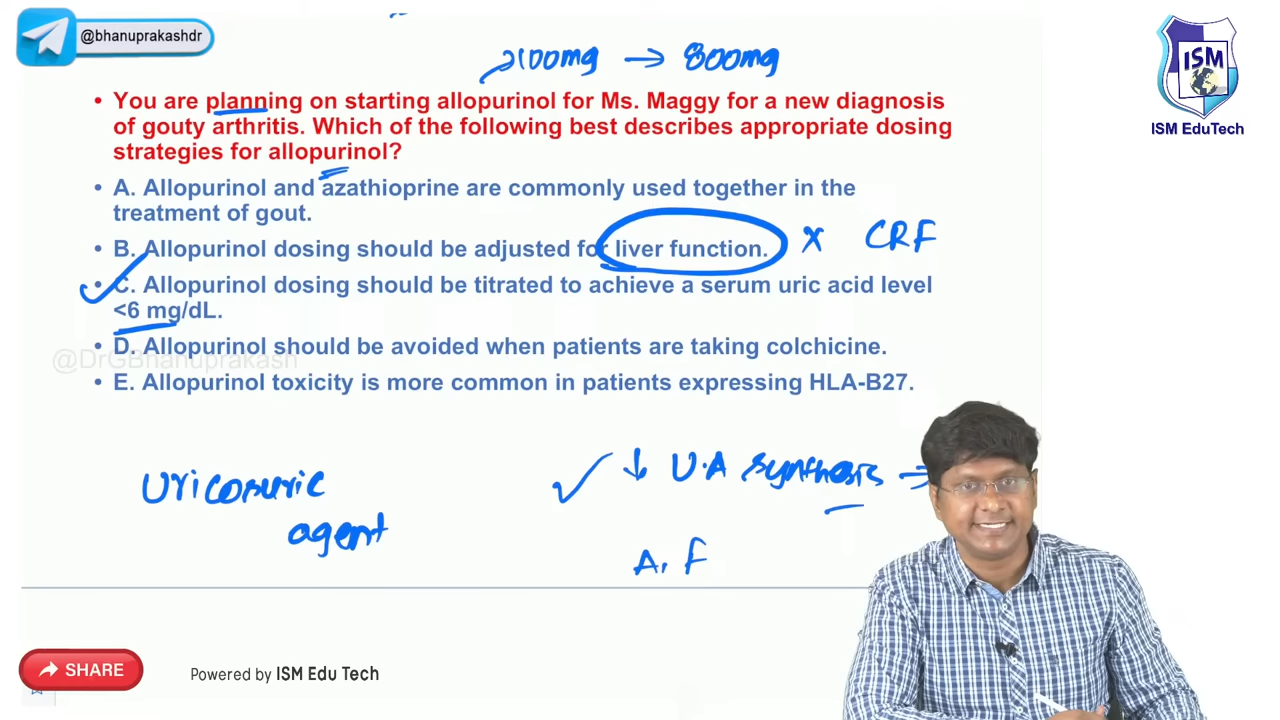 @bhanuprakashdr
ISM
ISM EduTech
100mg → 800mg
• You are planning on starting allopurinol for Ms. Maggy for a new diagnosis
of gouty arthritis. Which of the following best describes appropriate dosing
strategies for allopurinol?
• A. Allopurinol and azathioprine are commonly used together in the
treatment of gout.
• B. Allopurinol dosing should be adjusted for liver function. x CRF
• C. Allopurinol dosing should be titrated to achieve a serum uric acid level
<6 mg/dL.
@DrGBhanuprakash
• D. Allopurinol should be avoided when patients are taking colchicine.
• E. Allopurinol toxicity is more common in patients expressing HLA-B27.
Uricosuric
agent
↓ U.A synthesis →
A, F
SHARE
Powered by ISM Edu Tech